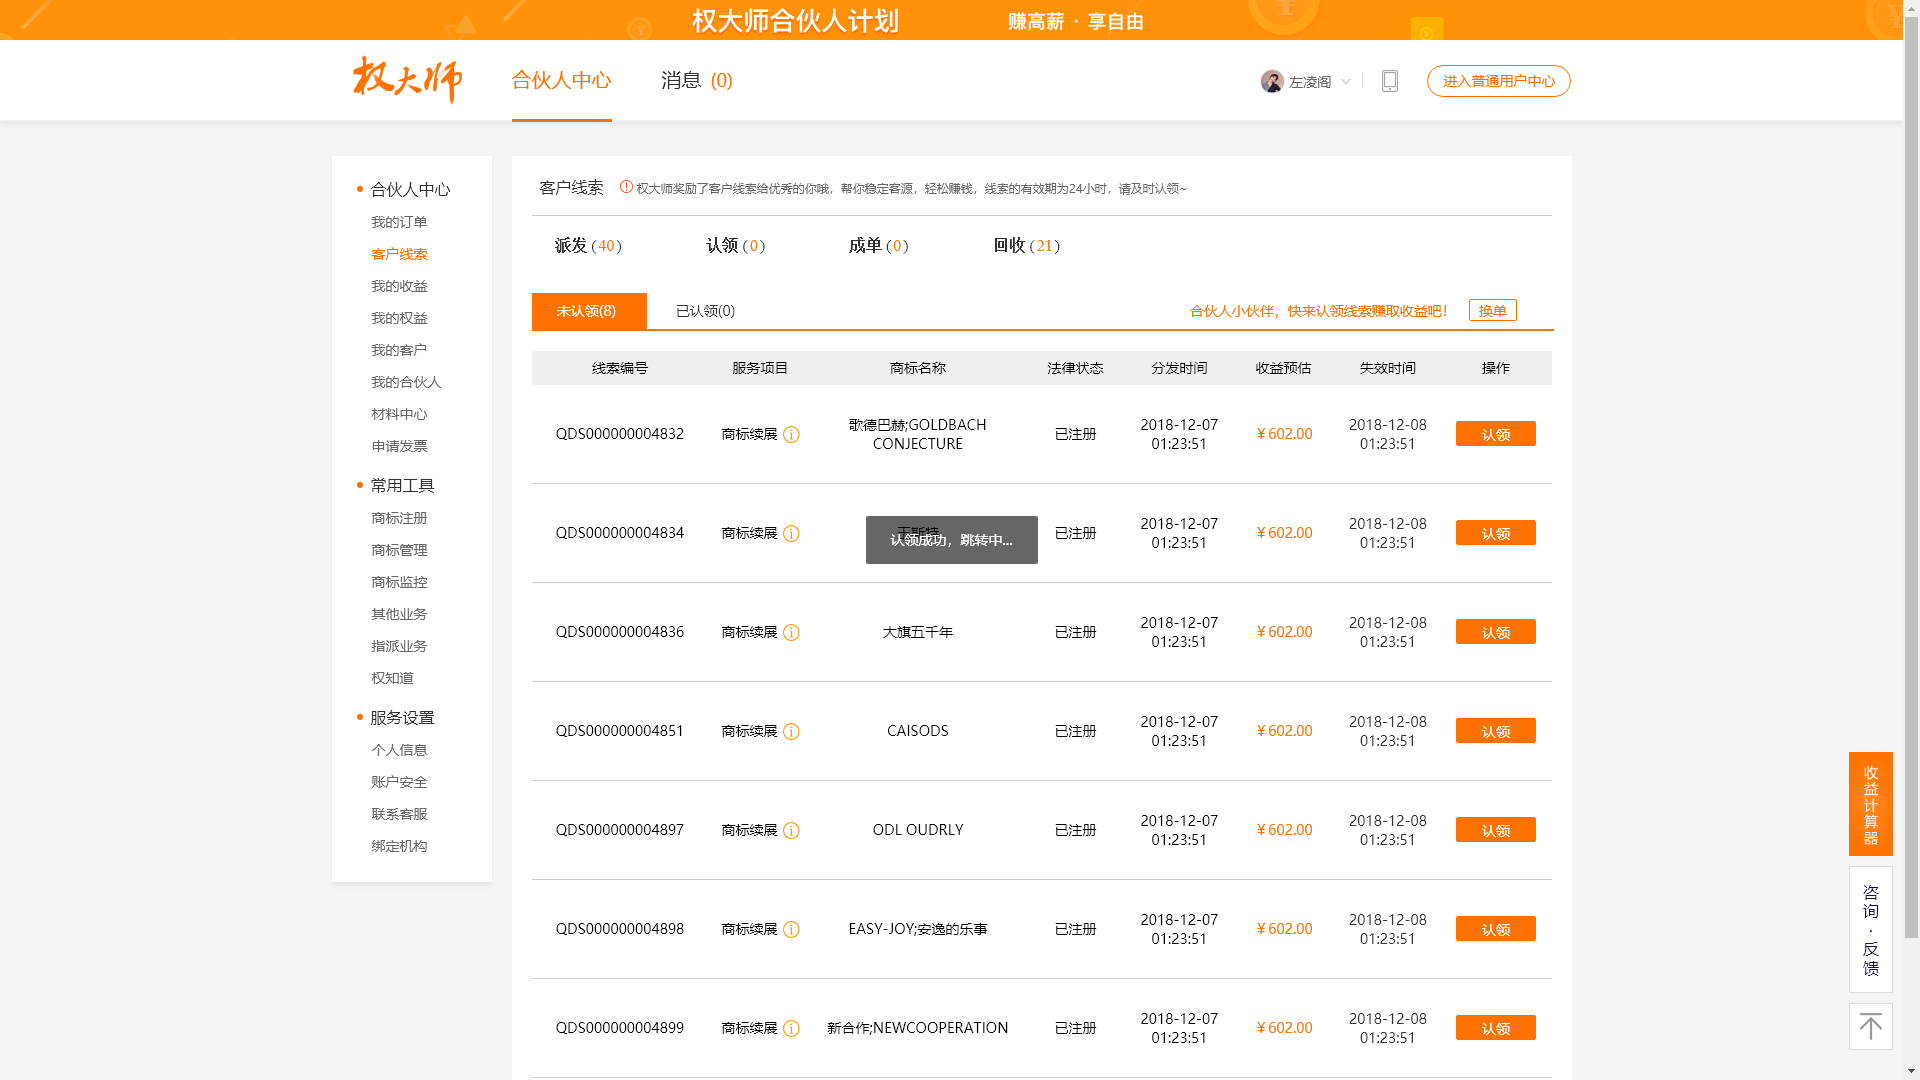 权大师合伙人计划 赚高薪 · 享自由
权大师 合伙人中心 消息 (0) 左凌阁 进入普通用户中心
合伙人中心
我的订单
客户线索
我的收益
我的权益
我的客户
我的合伙人
材料中心
申请发票
常用工具
商标注册
商标管理
商标监控
其他业务
指派业务
权知道
服务设置
个人信息
账户安全
联系客服
绑定机构
客户线索 权大师奖励了客户线索给优秀的你哦，帮你稳定客源，轻松赚钱，线索的有效期为24小时，请及时认领~
派发 (40) 认领 (0) 成单 (0) 回收 (21)
未认领(8) 已认领(0) 合伙人小伙伴，快来认领线索赚取收益吧！ 换单
线索编号 服务项目 商标名称 法律状态 分发时间 收益预估 失效时间 操作
QDS000000004832 商标续展 歌德巴赫;GOLDBACH CONJECTURE 已注册 2018-12-07 01:23:51 ￥602.00 2018-12-08 01:23:51 认领
QDS000000004834 商标续展 已注册 2018-12-07 01:23:51 ￥602.00 2018-12-08 01:23:51 认领
认领成功，跳转中...
QDS000000004836 商标续展 大旗五千年 已注册 2018-12-07 01:23:51 ￥602.00 2018-12-08 01:23:51 认领
QDS000000004851 商标续展 CAISODS 已注册 2018-12-07 01:23:51 ￥602.00 2018-12-08 01:23:51 认领
QDS000000004897 商标续展 ODL OUDRLY 已注册 2018-12-07 01:23:51 ￥602.00 2018-12-08 01:23:51 认领
QDS000000004898 商标续展 EASY-JOY;安逸的乐事 已注册 2018-12-07 01:23:51 ￥602.00 2018-12-08 01:23:51 认领
QDS000000004899 商标续展 新合作;NEWCOOPERATION 已注册 2018-12-07 01:23:51 ￥602.00 2018-12-08 01:23:51 认领
收益计算器
咨询·反馈